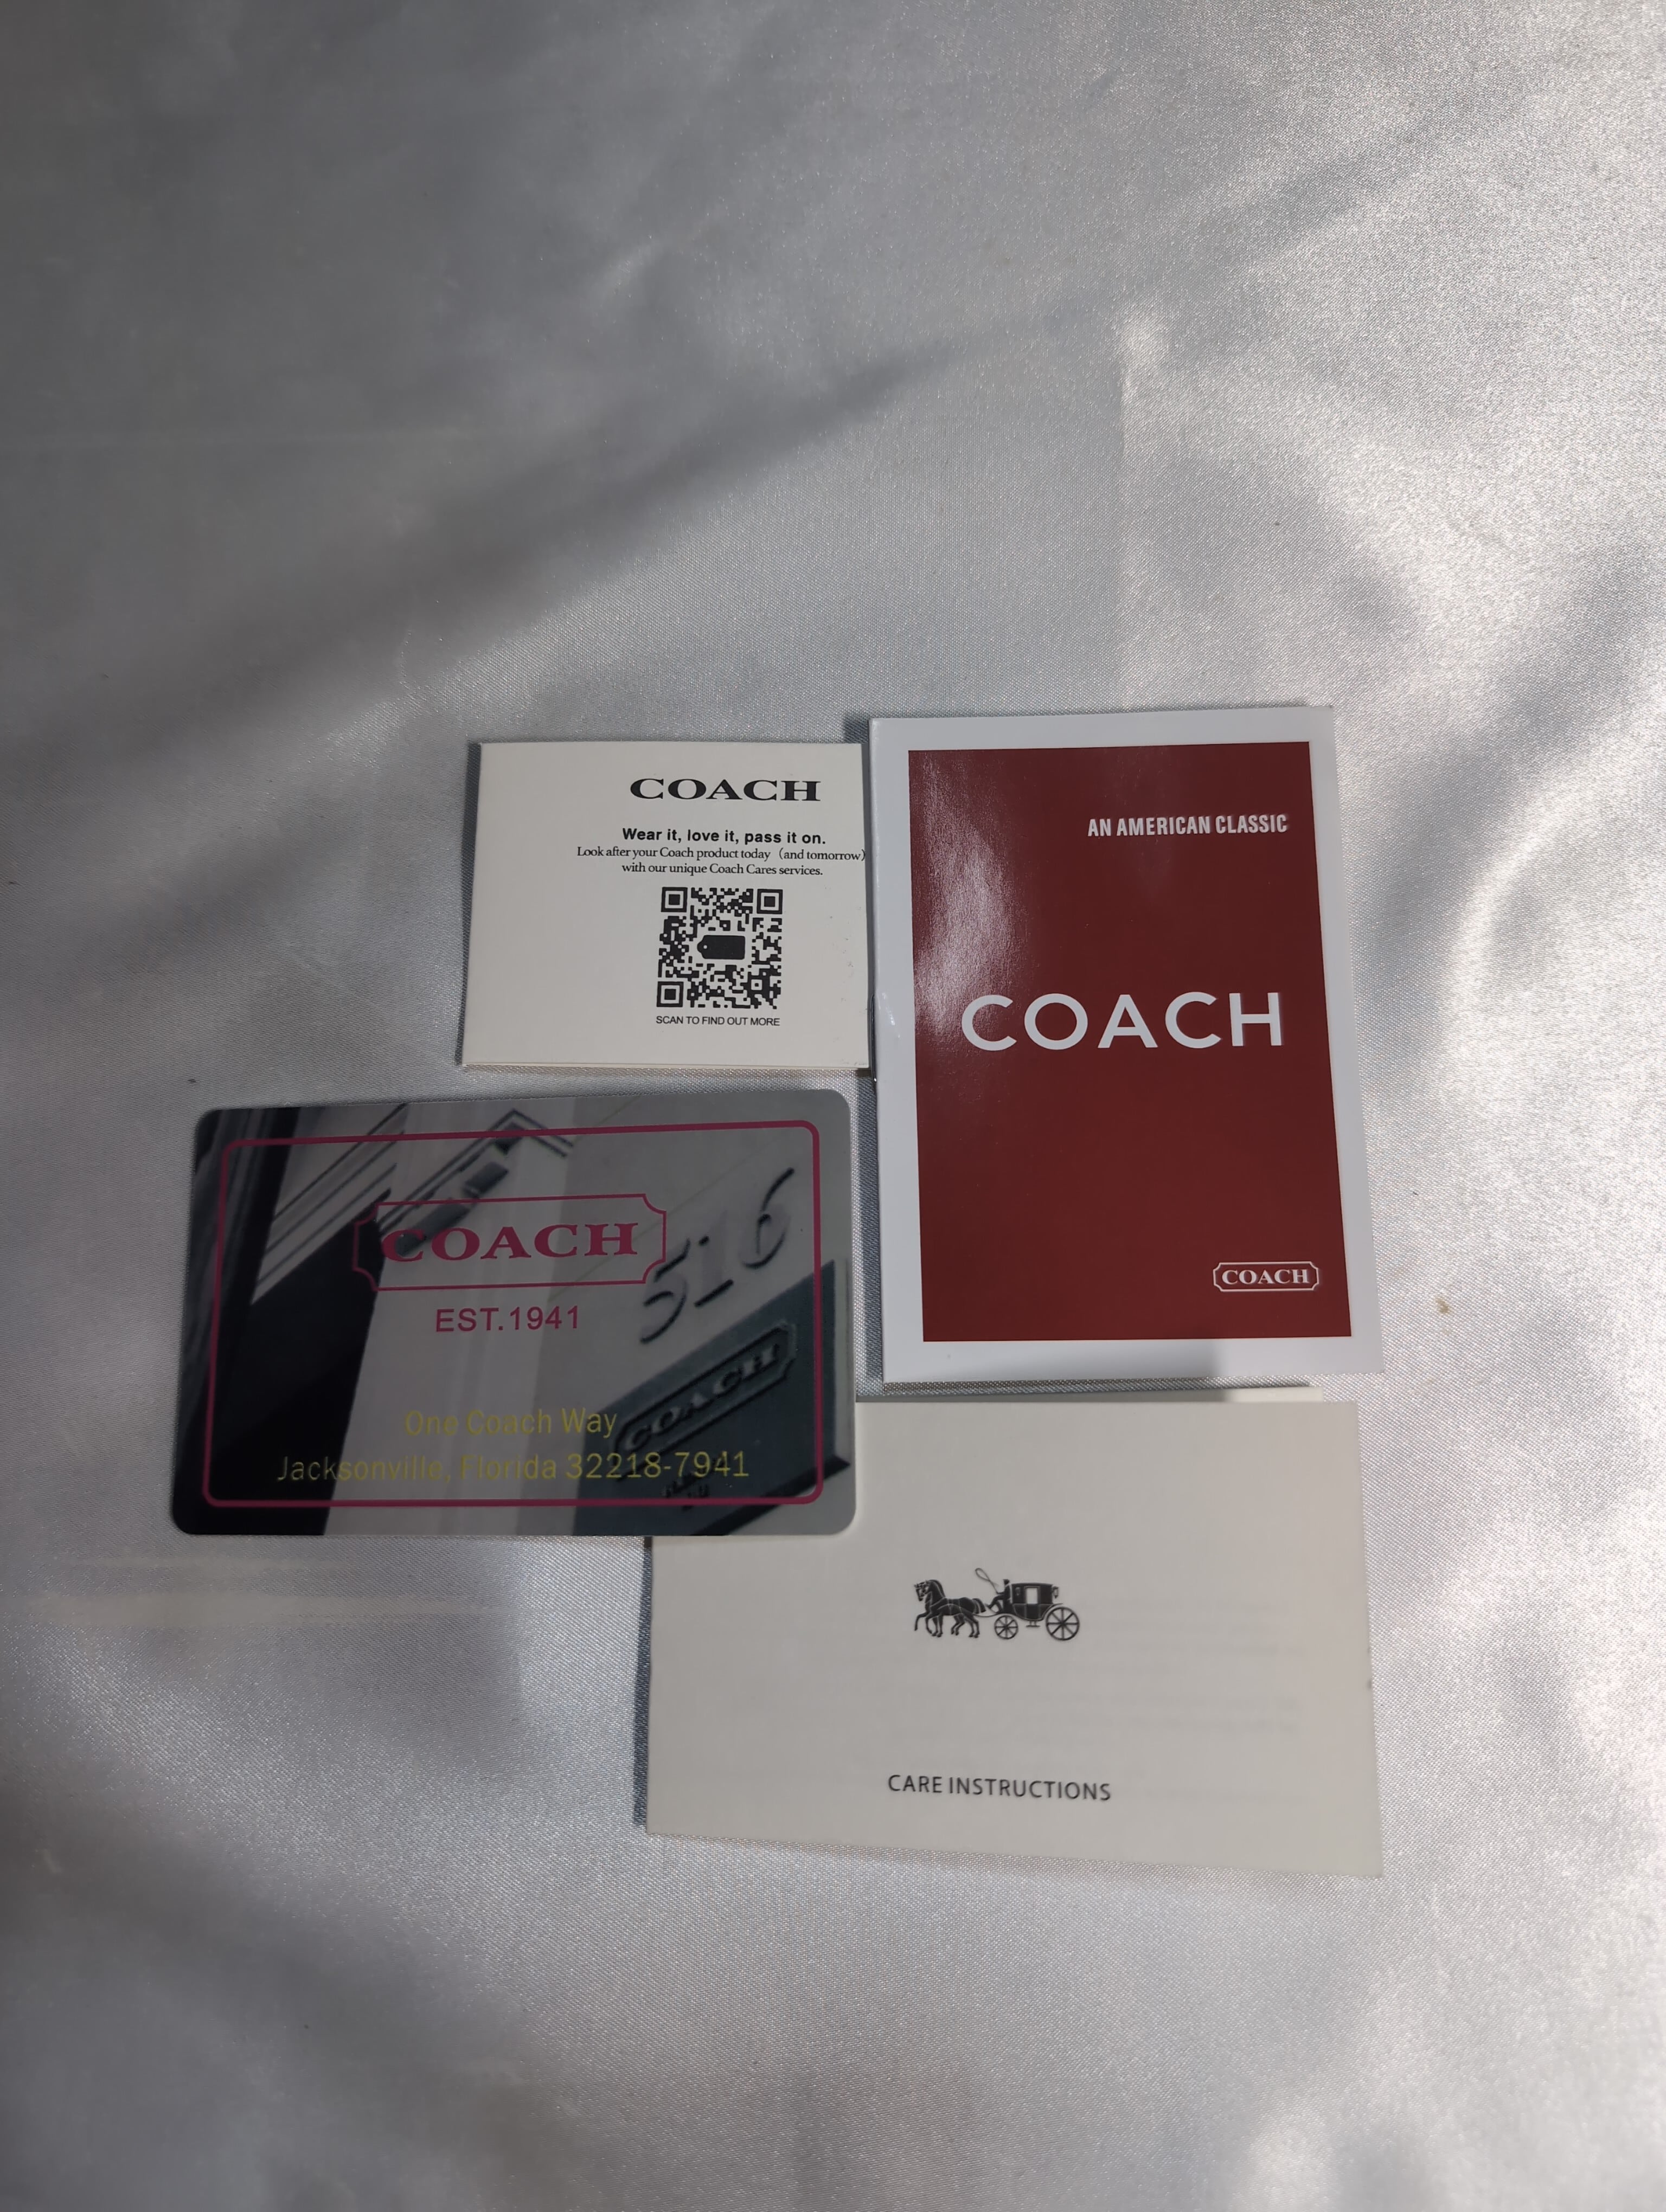 COACH
Wear it, love it, pass it on.
Look after your Coach product today （and tomorrow）
with our unique Coach Cares services.
SCAN TO FIND OUT MORE
AN AMERICAN CLASSIC
COACH
COACH
COACH
EST.1941
516
COACH
One Coach Way
Jacksonville, Florida 32218-7941
CARE INSTRUCTIONS